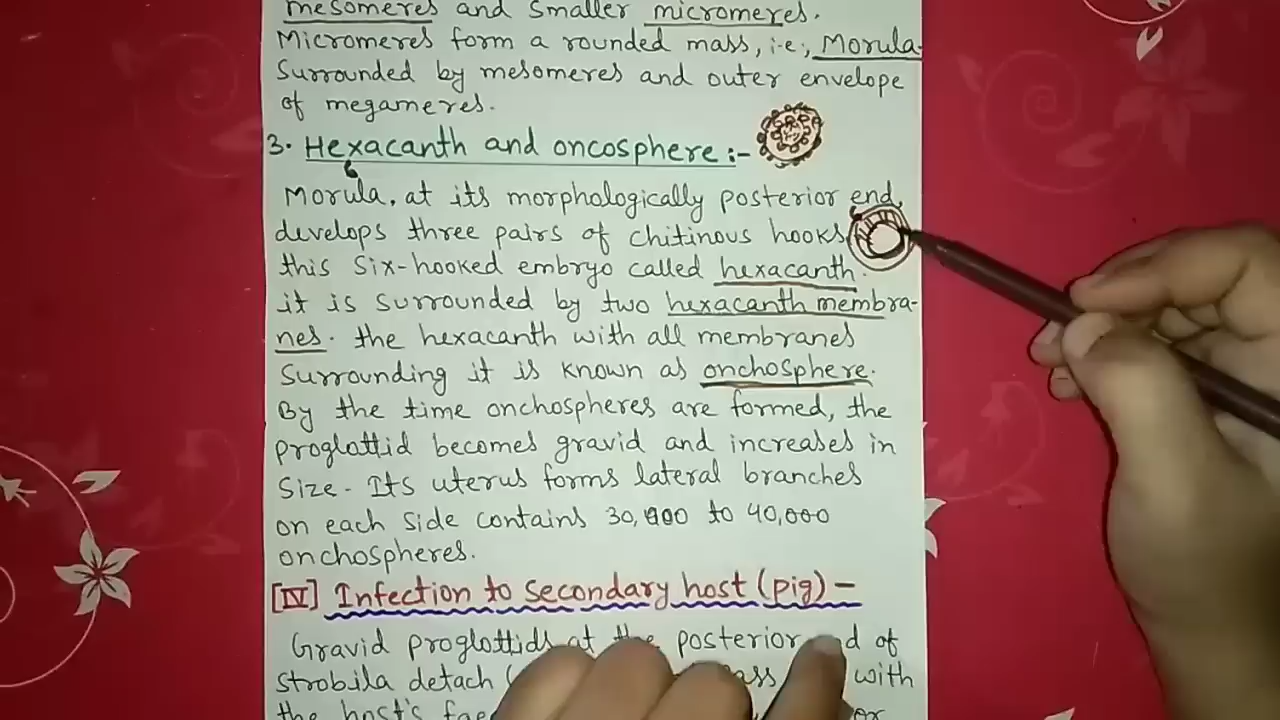 mesomeres and smaller micromeres.
Micromeres form a rounded mass, i.e., Morula.
Surrounded by mesomeres and outer envelope
of megameres.
3. Hexacanth and oncosphere :-
6
Morula, at its morphologically posterior end,
develops three pairs of chitinous hooks
this six-hooked embryo called hexacanth.
it is surrounded by two hexacanth membra-
nes. the hexacanth with all membranes
surrounding it is known as onchosphere.
By the time onchospheres are formed, the
proglottid becomes gravid and increases in
size. Its uterus forms lateral branches
on each side contains 30,000 to 40,000
onchospheres.
[IV] Infection to secondary host (pig) -
Gravid proglottids at the posterior of
strobila detach with
the host's